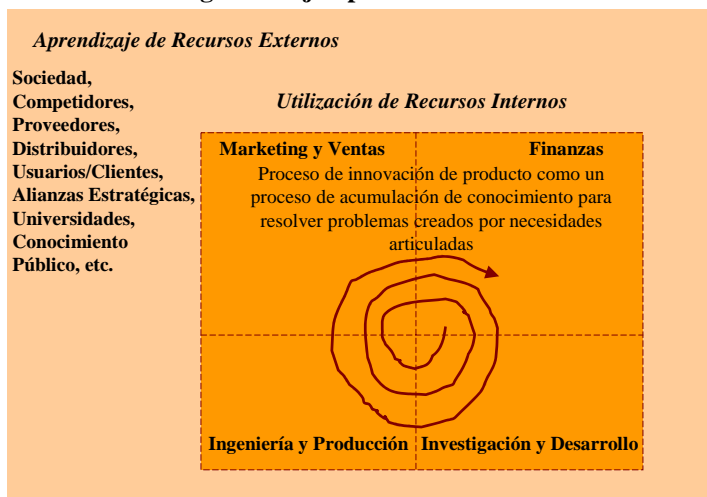 Aprendizaje de Recursos Externos
Sociedad,
Competidores,
Proveedores,
Distribuidores,
Usuarios/Clientes,
Alianzas Estratégicas,
Universidades,
Conocimiento
Público, etc.
Utilización de Recursos Internos
Marketing y Ventas
Finanzas
Proceso de innovación de producto como un
proceso de acumulación de conocimiento para
resolver problemas creados por necesidades
articuladas
Ingeniería y Producción
Investigación y Desarrollo